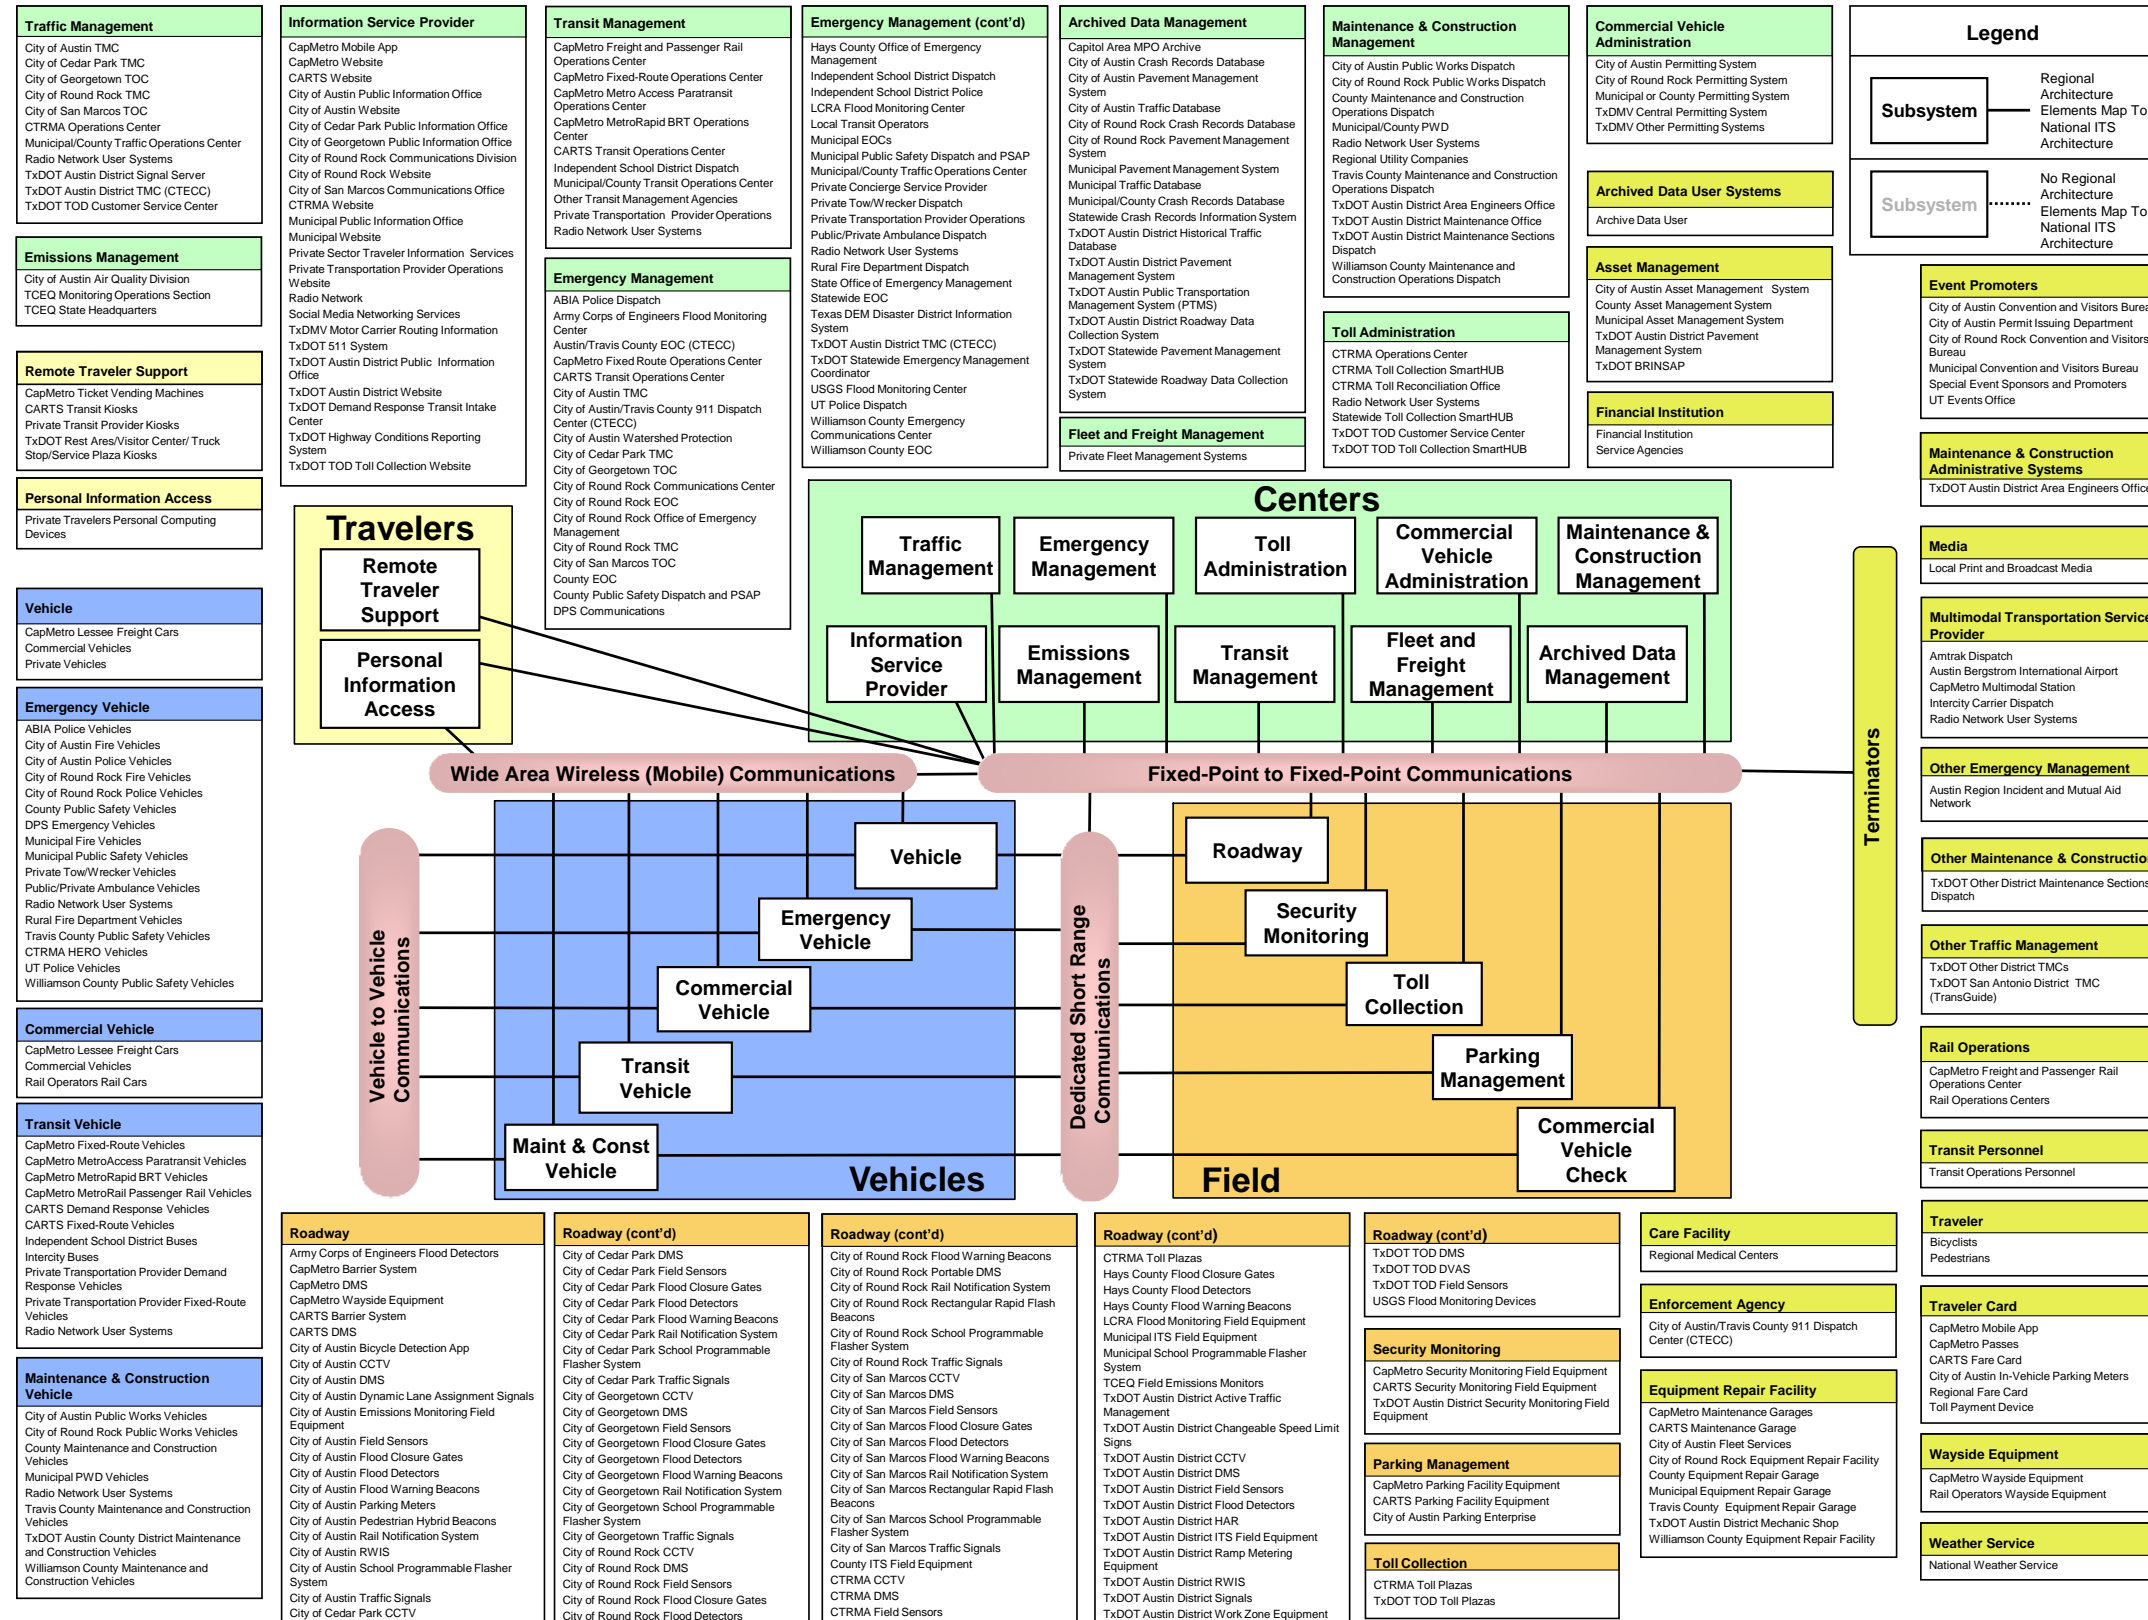 Traffic Management
City of Austin TMC
City of Cedar Park TMC
City of Georgetown TOC
City of Round Rock TMC
City of San Marcos TOC
CTRMA Operations Center
Municipal/County Traffic Operations Center
Radio Network User Systems
TxDOT Austin District Signal Server
TxDOT Austin District TMC (CTECC)
TxDOT TOD Customer Service Center
Emissions Management
City of Austin Air Quality Division
TCEQ Monitoring Operations Section
TCEQ State Headquarters
Remote Traveler Support
CapMetro Ticket Vending Machines
CARTS Transit Kiosks
Private Transit Provider Kiosks
TxDOT Rest Ares/Visitor Center/ Truck
Stop/Service Plaza Kiosks
Personal Information Access
Private Travelers Personal Computing
Devices
Vehicle
CapMetro Lessee Freight Cars
Commercial Vehicles
Private Vehicles
Emergency Vehicle
ABIA Police Vehicles
City of Austin Fire Vehicles
City of Austin Police Vehicles
City of Round Rock Fire Vehicles
City of Round Rock Police Vehicles
County Public Safety Vehicles
DPS Emergency Vehicles
Municipal Fire Vehicles
Municipal Public Safety Vehicles
Private Tow/Wrecker Vehicles
Public/Private Ambulance Vehicles
Radio Network User Systems
Rural Fire Department Vehicles
Travis County Public Safety Vehicles
CTRMA HERO Vehicles
UT Police Vehicles
Williamson County Public Safety Vehicles
Commercial Vehicle
CapMetro Lessee Freight Cars
Commercial Vehicles
Rail Operators Rail Cars
Transit Vehicle
CapMetro Fixed-Route Vehicles
CapMetro MetroAccess Paratransit Vehicles
CapMetro MetroRapid BRT Vehicles
CapMetro MetroRail Passenger Rail Vehicles
CARTS Demand Response Vehicles
CARTS Fixed-Route Vehicles
Independent School District Buses
Intercity Buses
Private Transportation Provider Demand
Response Vehicles
Private Transportation Provider Fixed-Route
Vehicles
Radio Network User Systems
Maintenance & Construction
Vehicle
City of Austin Public Works Vehicles
City of Round Rock Public Works Vehicles
County Maintenance and Construction
Vehicles
Municipal PWD Vehicles
Radio Network User Systems
Travis County Maintenance and Construction
Vehicles
TxDOT Austin County District Maintenance
and Construction Vehicles
Williamson County Maintenance and
Construction Vehicles
Information Service Provider
CapMetro Mobile App
CapMetro Website
CARTS Website
City of Austin Public Information Office
City of Austin Website
City of Cedar Park Public Information Office
City of Georgetown Public Information Office
City of Round Rock Communications Division
City of Round Rock Website
City of San Marcos Communications Office
CTRMA Website
Municipal Public Information Office
Municipal Website
Private Sector Traveler Information Services
Private Transportation Provider Operations
Website
Radio Network
Social Media Networking Services
TxDMV Motor Carrier Routing Information
TxDOT 511 System
TxDOT Austin District Public Information
Office
TxDOT Austin District Website
TxDOT Demand Response Transit Intake
Center
TxDOT Highway Conditions Reporting
System
TxDOT TOD Toll Collection Website
Transit Management
CapMetro Freight and Passenger Rail
Operations Center
CapMetro Fixed-Route Operations Center
CapMetro Metro Access Paratransit
Operations Center
CapMetro MetroRapid BRT Operations
Center
CARTS Transit Operations Center
Independent School District Dispatch
Municipal/County Transit Operations Center
Other Transit Management Agencies
Private Transportation Provider Operations
Radio Network User Systems
Emergency Management
ABIA Police Dispatch
Army Corps of Engineers Flood Monitoring
Center
Austin/Travis County EOC (CTECC)
CapMetro Fixed Route Operations Center
CARTS Transit Operations Center
City of Austin TMC
City of Austin/Travis County 911 Dispatch
Center (CTECC)
City of Austin Watershed Protection
City of Cedar Park TMC
City of Georgetown TOC
City of Round Rock Communications Center
City of Round Rock EOC
City of Round Rock Office of Emergency
Management
City of Round Rock TMC
City of San Marcos TOC
County EOC
County Public Safety Dispatch and PSAP
DPS Communications
Emergency Management (cont'd)
Hays County Office of Emergency
Management
Independent School District Dispatch
Independent School District Police
LCRA Flood Monitoring Center
Local Transit Operators
Municipal EOCs
Municipal Public Safety Dispatch and PSAP
Municipal/County Traffic Operations Center
Private Concierge Service Provider
Private Tow/Wrecker Dispatch
Private Transportation Provider Operations
Public/Private Ambulance Dispatch
Radio Network User Systems
Rural Fire Department Dispatch
State Office of Emergency Management
Statewide EOC
Texas DEM Disaster District Information
System
TxDOT Austin District TMC (CTECC)
TxDOT Statewide Emergency Management
Coordinator
USGS Flood Monitoring Center
UT Police Dispatch
Williamson County Emergency
Communications Center
Williamson County EOC
Archived Data Management
Capitol Area MPO Archive
City of Austin Crash Records Database
City of Austin Pavement Management
System
City of Austin Traffic Database
City of Round Rock Crash Records Database
City of Round Rock Pavement Management
System
Municipal Pavement Management System
Municipal Traffic Database
Municipal/County Crash Records Database
Statewide Crash Records Information System
TxDOT Austin District Historical Traffic
Database
TxDOT Austin District Pavement
Management System
TxDOT Austin Public Transportation
Management System (PTMS)
TxDOT Austin District Roadway Data
Collection System
TxDOT Statewide Pavement Management
System
TxDOT Statewide Roadway Data Collection
System
Fleet and Freight Management
Private Fleet Management Systems
Maintenance & Construction
Management
City of Austin Public Works Dispatch
City of Round Rock Public Works Dispatch
County Maintenance and Construction
Operations Dispatch
Municipal/County PWD
Radio Network User Systems
Regional Utility Companies
Travis County Maintenance and Construction
Operations Dispatch
TxDOT Austin District Area Engineers Office
TxDOT Austin District Maintenance Office
TxDOT Austin District Maintenance Sections
Dispatch
Williamson County Maintenance and
Construction Operations Dispatch
Toll Administration
CTRMA Operations Center
CTRMA Toll Collection SmartHUB
CTRMA Toll Reconciliation Office
Radio Network User Systems
Statewide Toll Collection SmartHUB
TxDOT TOD Customer Service Center
TxDOT TOD Toll Collection SmartHUB
Commercial Vehicle
Administration
City of Austin Permitting System
City of Round Rock Permitting System
Municipal or County Permitting System
TxDMV Central Permitting System
TxDMV Other Permitting Systems
Archived Data User Systems
Archive Data User
Asset Management
City of Austin Asset Management System
County Asset Management System
Municipal Asset Management System
TxDOT Austin District Pavement
Management System
TxDOT BRINSAP
Financial Institution
Financial Institution
Service Agencies
Legend
Subsystem
Regional
Architecture
Elements Map To
National ITS
Architecture
Subsystem
No Regional
Architecture
Elements Map To
National ITS
Architecture
Event Promoters
City of Austin Convention and Visitors Burea
City of Austin Permit Issuing Department
City of Round Rock Convention and Visitors
Bureau
Municipal Convention and Visitors Bureau
Special Event Sponsors and Promoters
UT Events Office
Maintenance & Construction
Administrative Systems
TxDOT Austin District Area Engineers Office
Media
Local Print and Broadcast Media
Multimodal Transportation Service
Provider
Amtrak Dispatch
Austin Bergstrom International Airport
CapMetro Multimodal Station
Intercity Carrier Dispatch
Radio Network User Systems
Other Emergency Management
Austin Region Incident and Mutual Aid
Network
Other Maintenance & Construction
TxDOT Other District Maintenance Sections
Dispatch
Other Traffic Management
TxDOT Other District TMCs
TxDOT San Antonio District TMC
(TransGuide)
Rail Operations
CapMetro Freight and Passenger Rail
Operations Center
Rail Operations Centers
Transit Personnel
Transit Operations Personnel
Traveler
Bicyclists
Pedestrians
Traveler Card
CapMetro Mobile App
CapMetro Passes
CARTS Fare Card
City of Austin In-Vehicle Parking Meters
Regional Fare Card
Toll Payment Device
Wayside Equipment
CapMetro Wayside Equipment
Rail Operators Wayside Equipment
Weather Service
National Weather Service
Travelers
Remote
Traveler
Support
Personal
Information
Access
Centers
Traffic
Management
Emergency
Management
Toll
Administration
Commercial
Vehicle
Administration
Maintenance &
Construction
Management
Information
Service
Provider
Emissions
Management
Transit
Management
Fleet and
Freight
Management
Archived Data
Management
Wide Area Wireless (Mobile) Communications
Fixed-Point to Fixed-Point Communications
Terminators
Vehicle to Vehicle
Communications
Vehicle
Emergency
Vehicle
Commercial
Vehicle
Transit
Vehicle
Maint & Const
Vehicle
Vehicles
Dedicated Short Range
Communications
Roadway
Security
Monitoring
Toll
Collection
Parking
Management
Commercial
Vehicle
Check
Field
Roadway
Army Corps of Engineers Flood Detectors
CapMetro Barrier System
CapMetro DMS
CapMetro Wayside Equipment
CARTS Barrier System
CARTS DMS
City of Austin Bicycle Detection App
City of Austin CCTV
City of Austin DMS
City of Austin Dynamic Lane Assignment Signals
City of Austin Emissions Monitoring Field
Equipment
City of Austin Field Sensors
City of Austin Flood Closure Gates
City of Austin Flood Detectors
City of Austin Flood Warning Beacons
City of Austin Parking Meters
City of Austin Pedestrian Hybrid Beacons
City of Austin Rail Notification System
City of Austin RWIS
City of Austin School Programmable Flasher
System
City of Austin Traffic Signals
City of Cedar Park CCTV
Roadway (cont'd)
City of Cedar Park DMS
City of Cedar Park Field Sensors
City of Cedar Park Flood Closure Gates
City of Cedar Park Flood Detectors
City of Cedar Park Flood Warning Beacons
City of Cedar Park Rail Notification System
City of Cedar Park School Programmable
Flasher System
City of Cedar Park Traffic Signals
City of Georgetown CCTV
City of Georgetown DMS
City of Georgetown Field Sensors
City of Georgetown Flood Closure Gates
City of Georgetown Flood Detectors
City of Georgetown Flood Warning Beacons
City of Georgetown Rail Notification System
City of Georgetown School Programmable
Flasher System
City of Georgetown Traffic Signals
City of Round Rock CCTV
City of Round Rock DMS
City of Round Rock Field Sensors
City of Round Rock Flood Closure Gates
City of Round Rock Flood Detectors
Roadway (cont'd)
City of Round Rock Flood Warning Beacons
City of Round Rock Portable DMS
City of Round Rock Rail Notification System
City of Round Rock Rectangular Rapid Flash
Beacons
City of Round Rock School Programmable
Flasher System
City of Round Rock Traffic Signals
City of San Marcos CCTV
City of San Marcos DMS
City of San Marcos Field Sensors
City of San Marcos Flood Closure Gates
City of San Marcos Flood Detectors
City of San Marcos Flood Warning Beacons
City of San Marcos Rail Notification System
City of San Marcos Rectangular Rapid Flash
Beacons
City of San Marcos School Programmable
Flasher System
City of San Marcos Traffic Signals
County ITS Field Equipment
CTRMA CCTV
CTRMA DMS
CTRMA Field Sensors
Roadway (cont'd)
CTRMA Toll Plazas
Hays County Flood Closure Gates
Hays County Flood Detectors
Hays County Flood Warning Beacons
LCRA Flood Monitoring Field Equipment
Municipal ITS Field Equipment
Municipal School Programmable Flasher
System
TCEQ Field Emissions Monitors
TxDOT Austin District Active Traffic
Management
TxDOT Austin District Changeable Speed Limit
Signs
TxDOT Austin District CCTV
TxDOT Austin District DMS
TxDOT Austin District Field Sensors
TxDOT Austin District Flood Detectors
TxDOT Austin District HAR
TxDOT Austin District ITS Field Equipment
TxDOT Austin District Ramp Metering
Equipment
TxDOT Austin District RWIS
TxDOT Austin District Signals
TxDOT Austin District Work Zone Equipment
Roadway (cont'd)
TxDOT TOD DMS
TxDOT TOD DVAS
TxDOT TOD Field Sensors
USGS Flood Monitoring Devices
Security Monitoring
CapMetro Security Monitoring Field Equipment
CARTS Security Monitoring Field Equipment
TxDOT Austin District Security Monitoring Field
Equipment
Parking Management
CapMetro Parking Facility Equipment
CARTS Parking Facility Equipment
City of Austin Parking Enterprise
Toll Collection
CTRMA Toll Plazas
TxDOT TOD Toll Plazas
Care Facility
Regional Medical Centers
Enforcement Agency
City of Austin/Travis County 911 Dispatch
Center (CTECC)
Equipment Repair Facility
CapMetro Maintenance Garages
CARTS Maintenance Garage
City of Austin Fleet Services
City of Round Rock Equipment Repair Facility
County Equipment Repair Garage
Municipal Equipment Repair Garage
Travis County Equipment Repair Garage
TxDOT Austin District Mechanic Shop
Williamson County Equipment Repair Facility